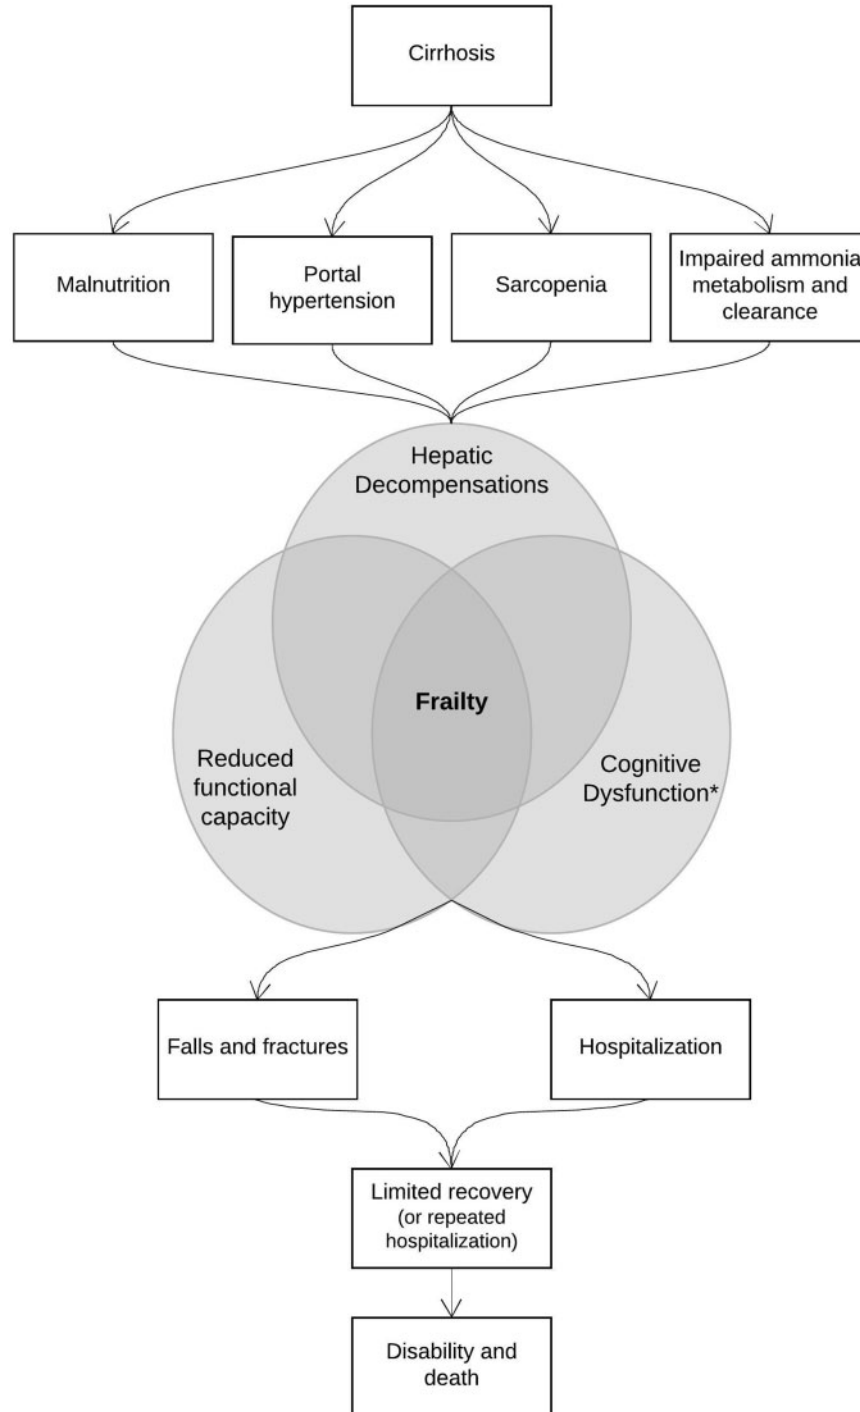 Cirrhosis
Malnutrition
Portal
hypertension
Sarcopenia
Impaired ammonia
metabolism and
clearance
Hepatic
Decompensations
Frailty
Reduced
functional
capacity
Cognitive
Dysfunction*
Falls and fractures
Hospitalization
Limited recovery
(or repeated
hospitalization)
Disability and
death